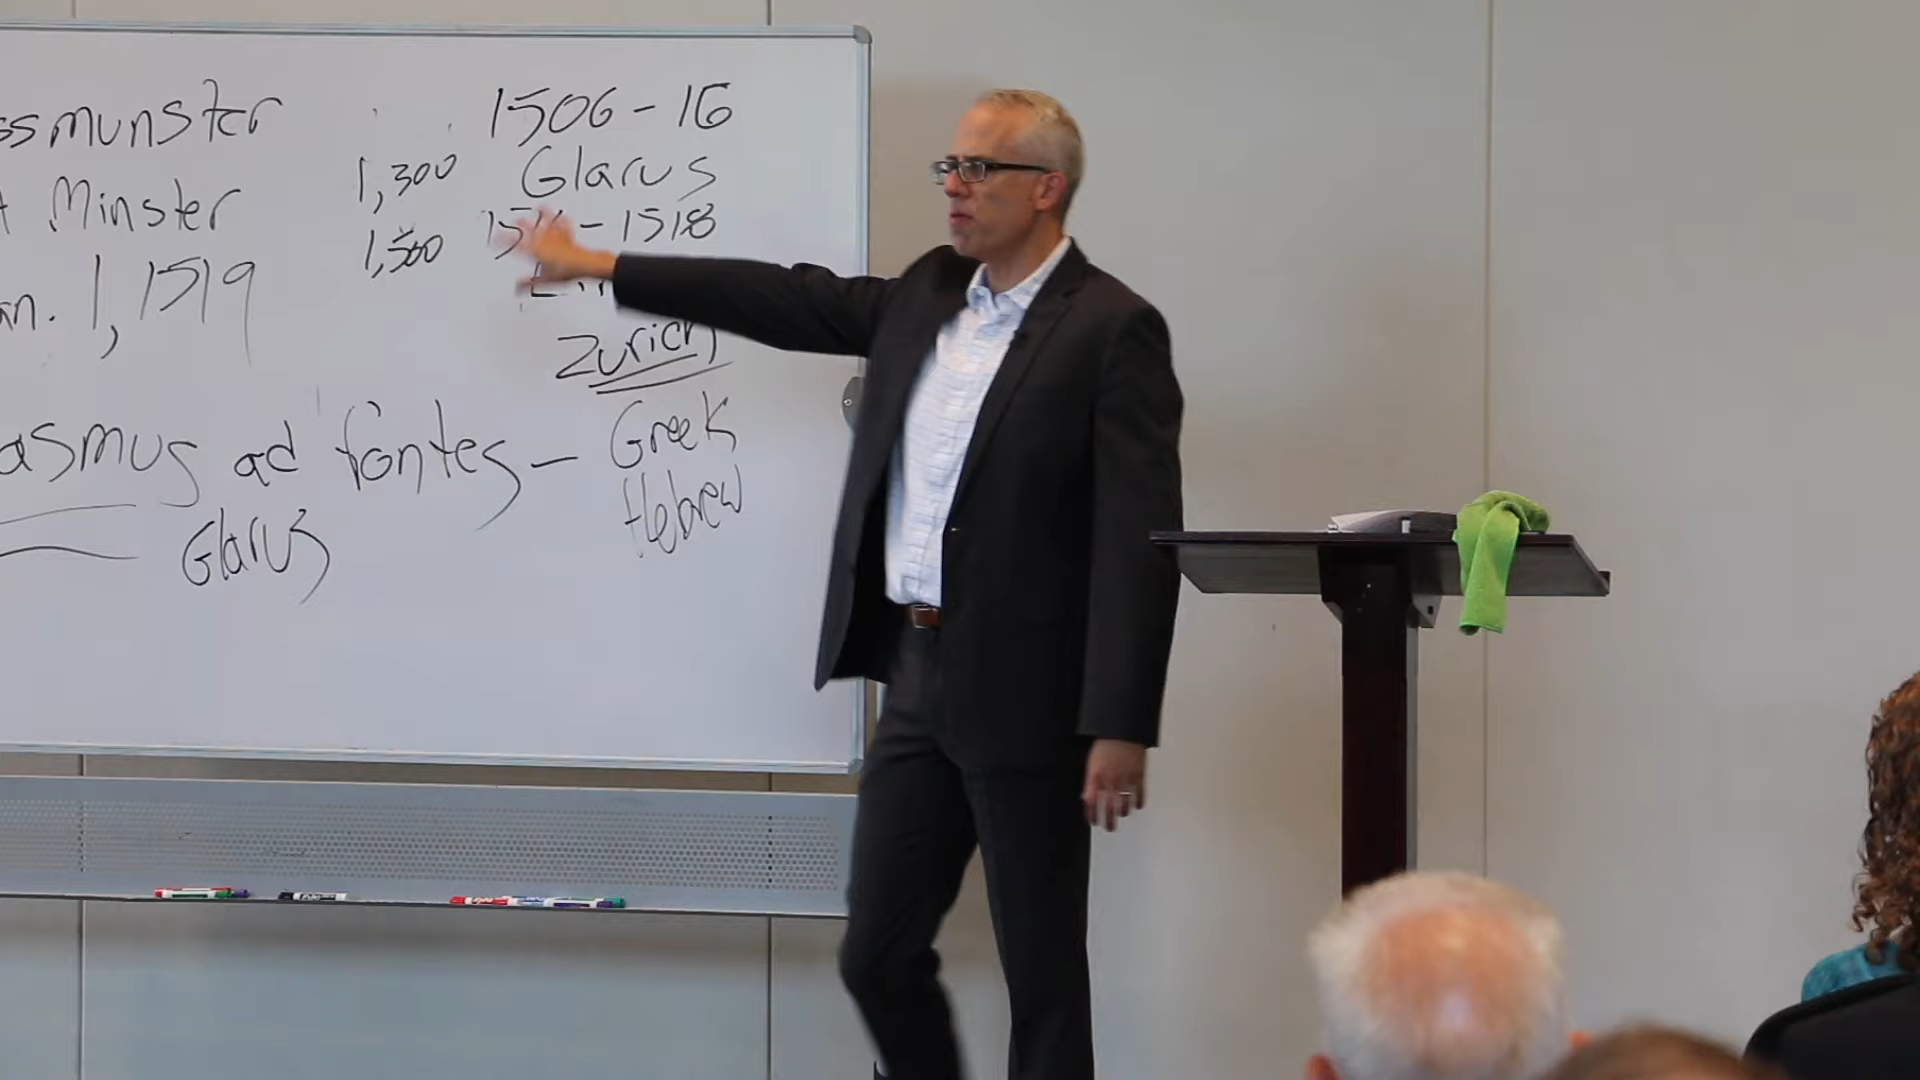 ssmunster
Minster
an. 1, 1519
1,300
1,500
1506-16
Glarus
- 1518
Zurich
asmus ad fontes - Greek
Hebrew
Glarus